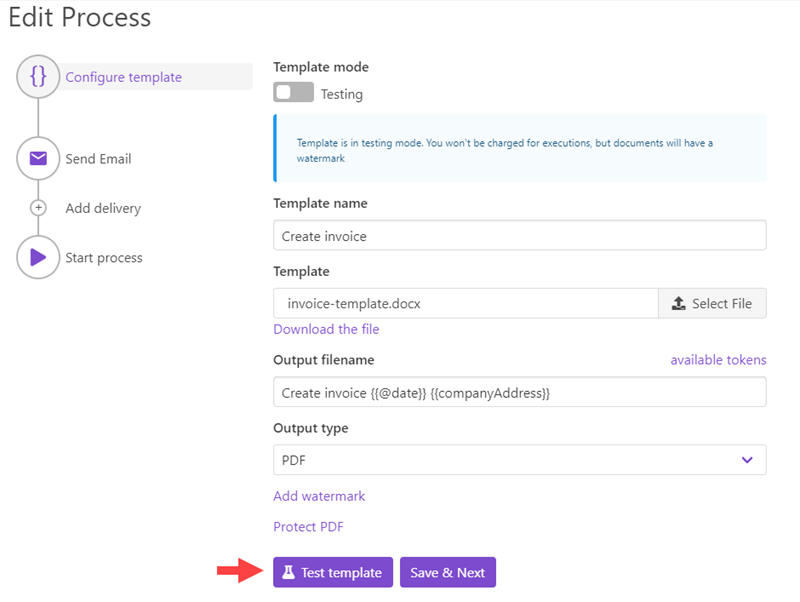 Edit Process
{}
Configure template
Send Email
Add delivery
Start process
Template mode
Testing
Template is in testing mode. You won't be charged for executions, but documents will have a
watermark
Template name
Create invoice
Template
invoice-template.docx
Select File
Download the file
Output filename
available tokens
Create invoice {{@date}} {{companyAddress}}
Output type
PDF
Add watermark
Protect PDF
Test template
Save & Next